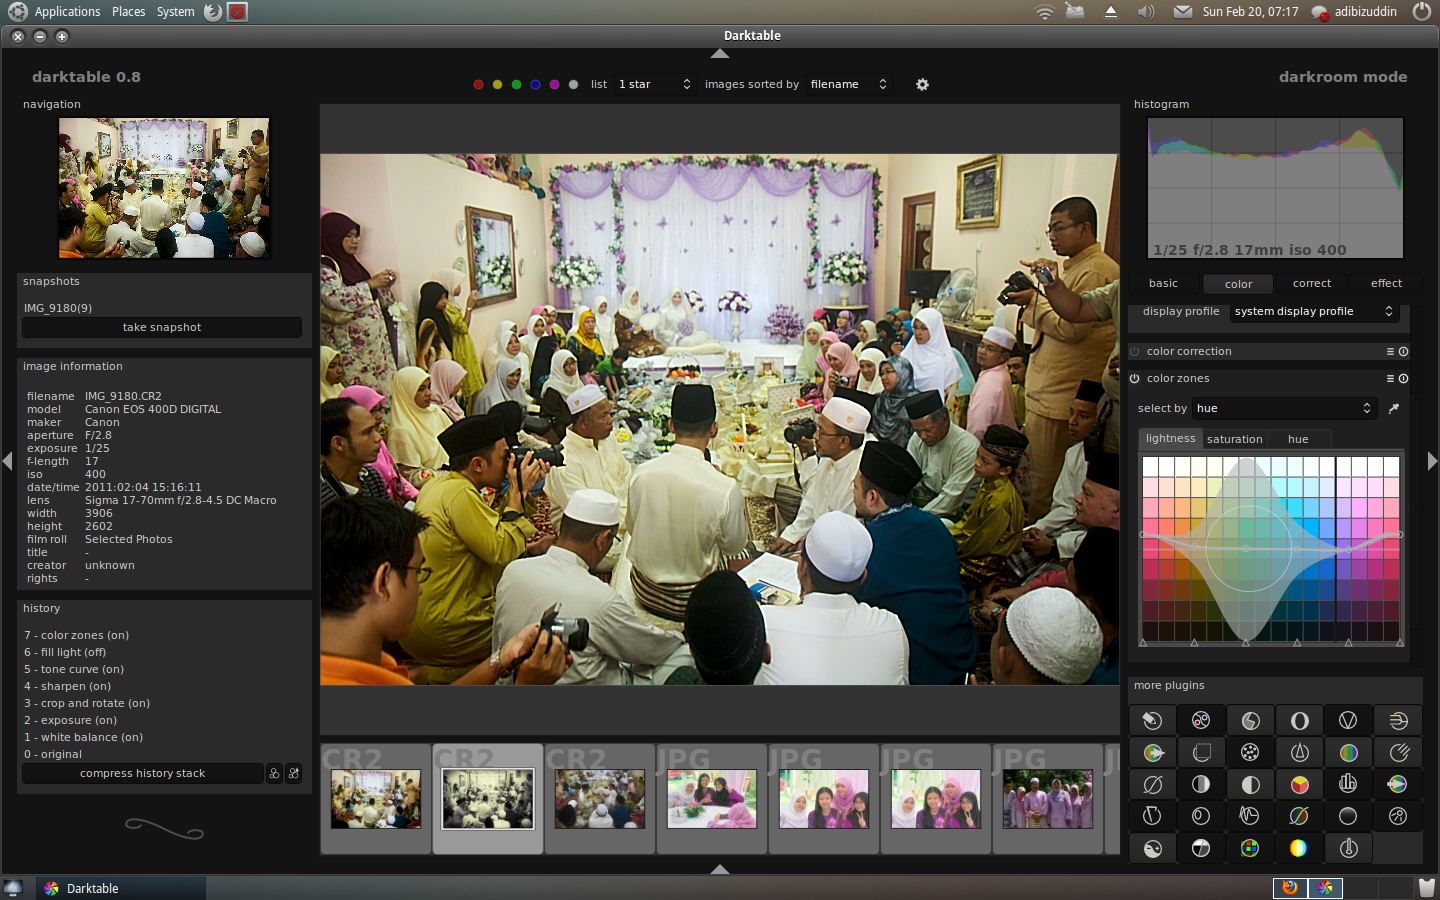 Applications Places System
Sun Feb 20, 07:17 adibizuddin
Darktable
darktable 0.8
list 1 star images sorted by filename
darkroom mode
navigation
histogram
1/25 f/2.8 17mm iso 400
snapshots
IMG_9180(9)
take snapshot
image information
filename IMG_9180.CR2
model Canon EOS 400D DIGITAL
maker Canon
aperture F/2.8
exposure 1/25
f-length 17
iso 400
date/time 2011:02:04 15:16:11
lens Sigma 17-70mm f/2.8-4.5 DC Macro
width 3906
height 2602
film roll Selected Photos
title -
creator unknown
rights -
history
7 - color zones (on)
6 - fill light (off)
5 - tone curve (on)
4 - sharpen (on)
3 - crop and rotate (on)
2 - exposure (on)
1 - white balance (on)
0 - original
compress history stack
basic color correct effect
display profile system display profile
color correction
color zones
select by hue
lightness saturation hue
more plugins
CR2 CR2 CR2 JPG JPG JPG JPG
Darktable